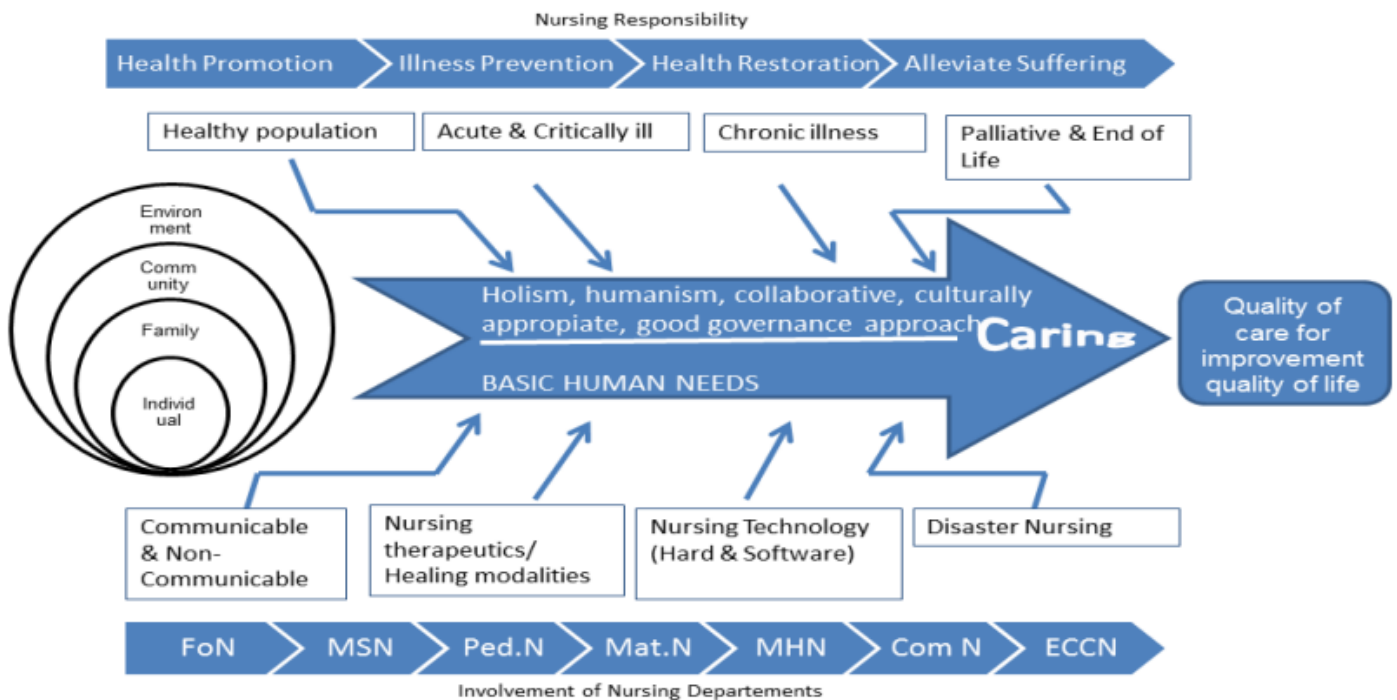 Nursing Responsibility
Health Promotion
Illness Prevention
Health Restoration
Alleviate Suffering
Healthy population
Acute & Critically ill
Chronic illness
Palliative & End of
Life
Environ
ment
Comm
unity
Family
Individ
ual
Holism, humanism, collaborative, culturally
appropiate, good governance approach
Caring
BASIC HUMAN NEEDS
Quality of
care for
improvement
quality of life
Communicable
& Non-
Communicable
Nursing
therapeutics/
Healing modalities
Nursing Technology
(Hard & Software)
Disaster Nursing
FoN
MSN
Ped.N
Mat.N
MHN
Com N
ECCN
Involvement of Nursing Departements